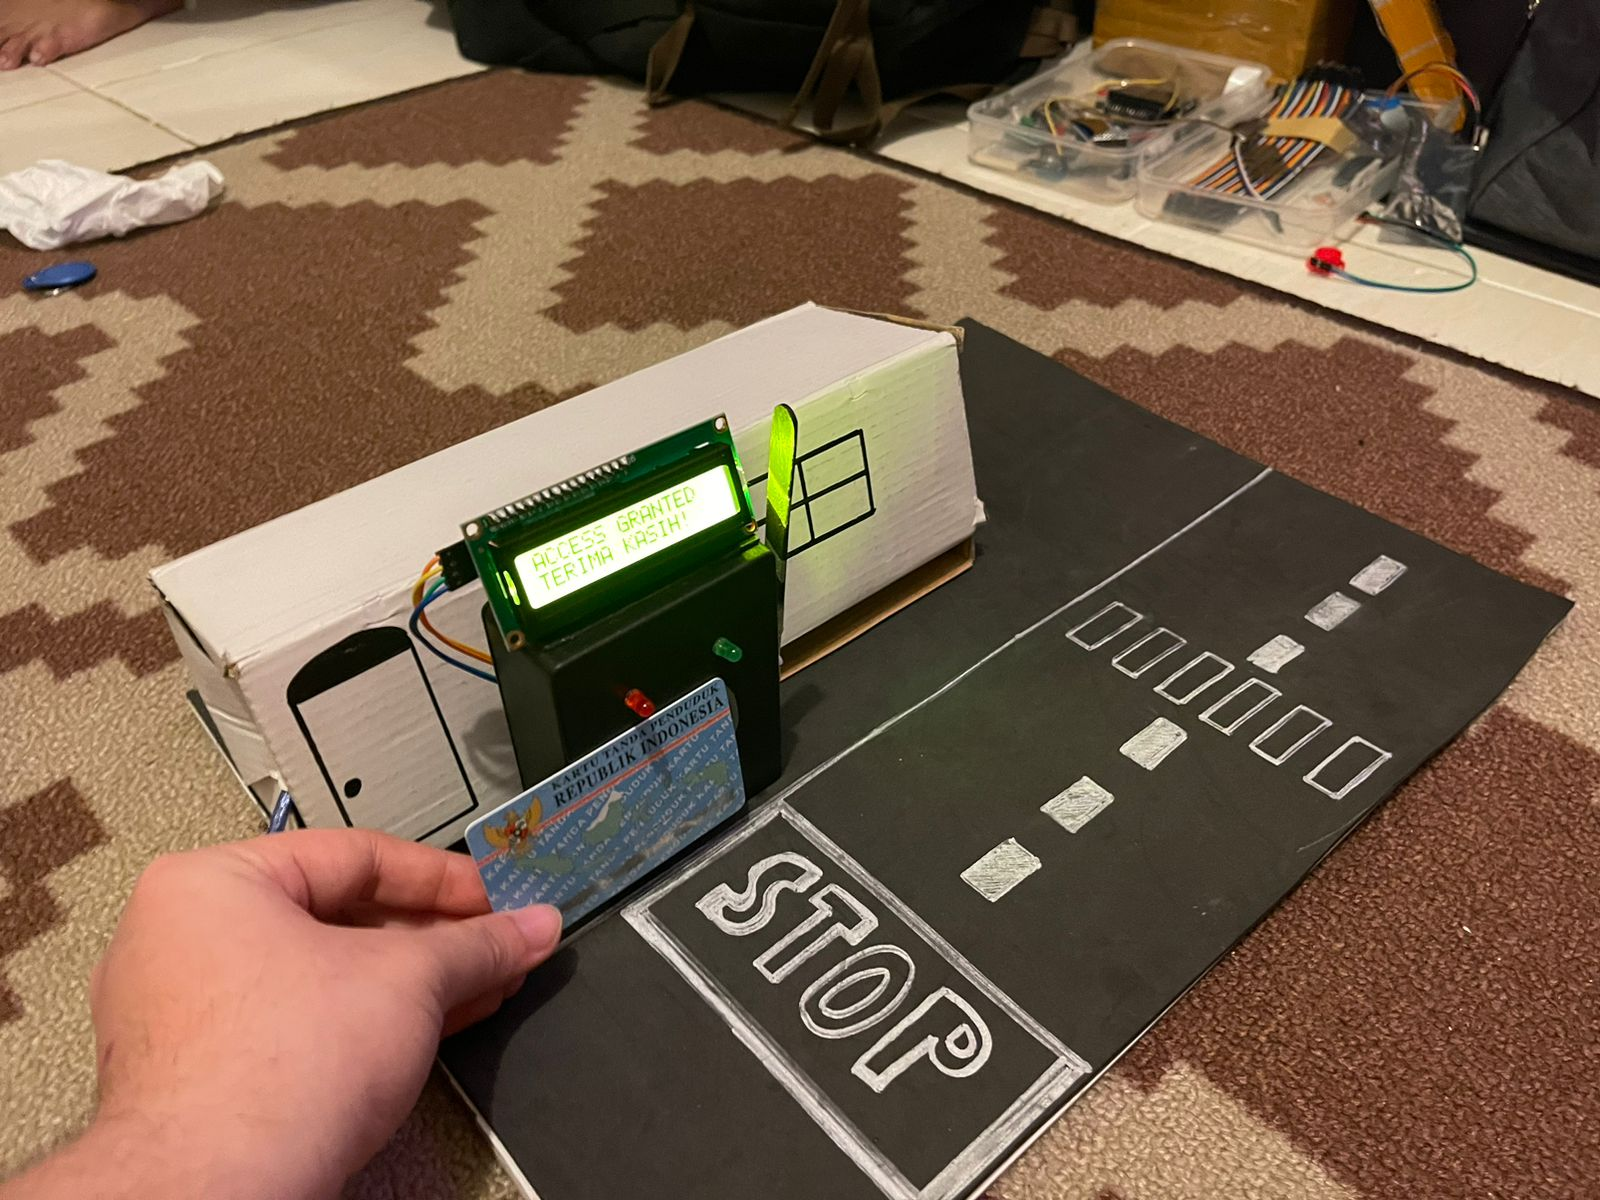 ACCESS GRANTED
TERIMA KASIH!
KARTU TANDA PENDUDUK
REPUBLIK INDONESIA
STOP